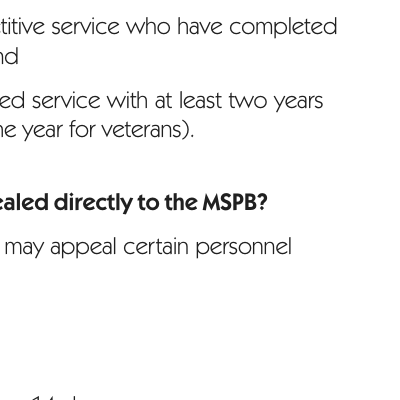 titive service who have completed
nd
ed service with at least two years
ne year for veterans).
ealed directly to the MSPB?
may appeal certain personnel